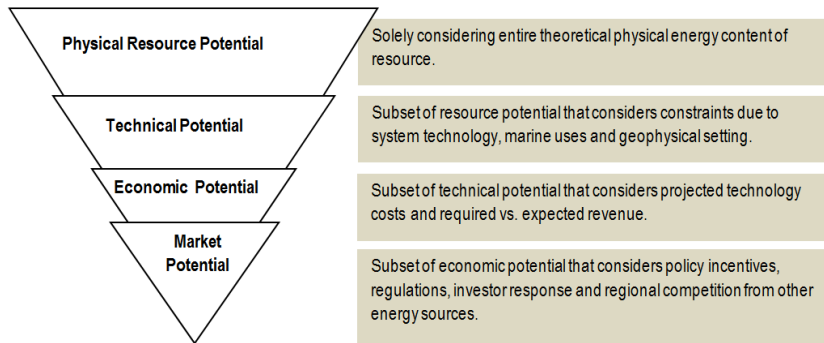 Physical Resource Potential
Solely considering entire theoretical physical energy content of
resource.
Technical Potential
Subset of resource potential that considers constraints due to
system technology, marine uses and geophysical setting.
Economic Potential
Subset of technical potential that considers projected technology
costs and required vs. expected revenue.
Market
Potential
Subset of economic potential that considers policy incentives,
regulations, investor response and regional competition from other
energy sources.